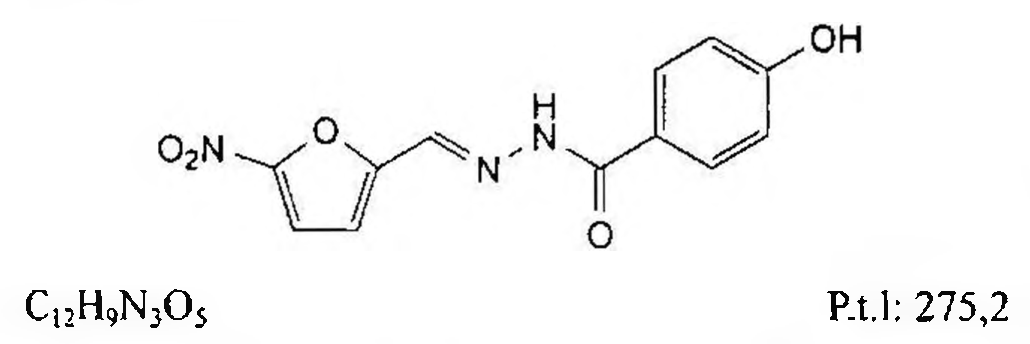 OH
H
O₂N
O
N
N
O
C₁₂H₉N₃O₅
P.t.l: 275,2